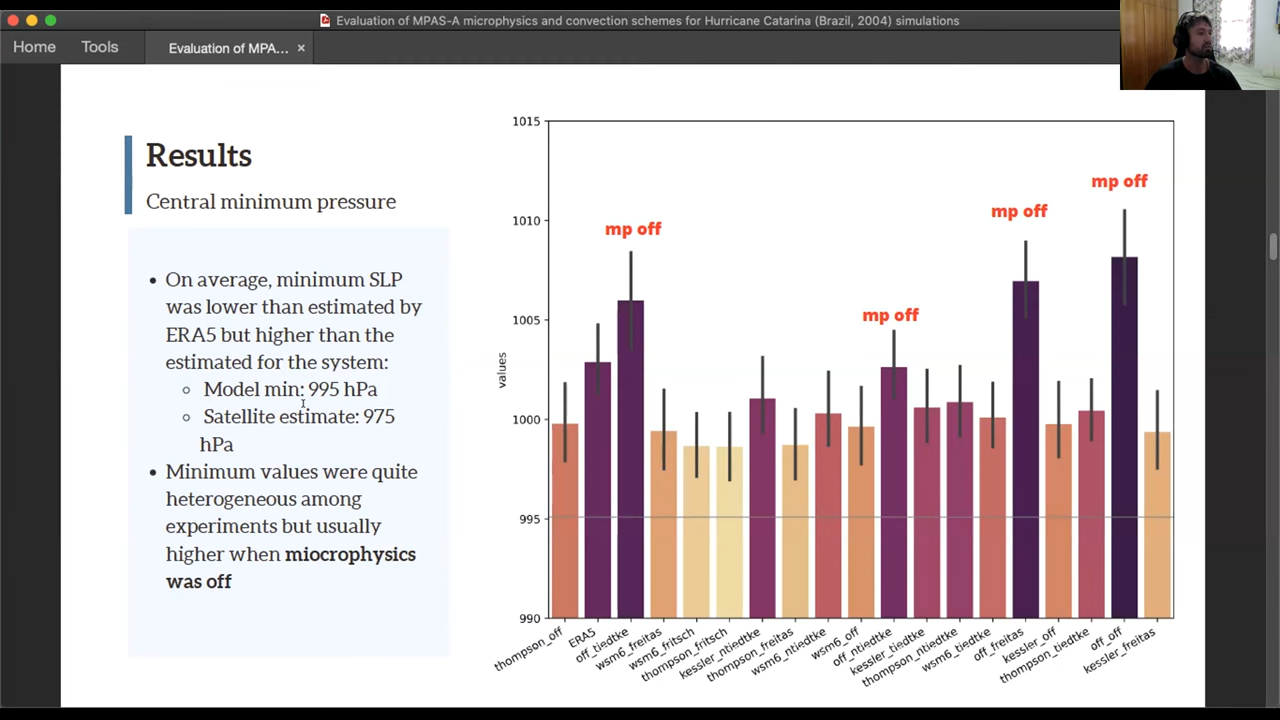 Evaluation of MPAS-A microphysics and convection schemes for Hurricane Catarina (Brazil, 2004) simulations
Home
Tools
Evaluation of MPA... ×
Results
Central minimum pressure
• On average, minimum SLP
was lower than estimated by
ERA5 but higher than the
estimated for the system:
◦ Model min: 995 hPa
◦ Satellite estimate: 975
hPa
• Minimum values were quite
heterogeneous among
experiments but usually
higher when miocrophysics
was off
values
1015
1010
1005
1000
995
990
mp off
mp off
mp off
mp off
thompson_off
ERA5
off_tiedtke
wsm6_freitas
wsm6_fritsch
thompson_fritsch
kessler_ntiedtke
thompson_freitas
wsm6_ntiedtke
wsm6_off
off_ntiedtke
kessler_tiedtke
thompson_ntiedtke
wsm6_tiedtke
off_freitas
kessler_off
thompson_tiedtke
off_off
kessler_freitas